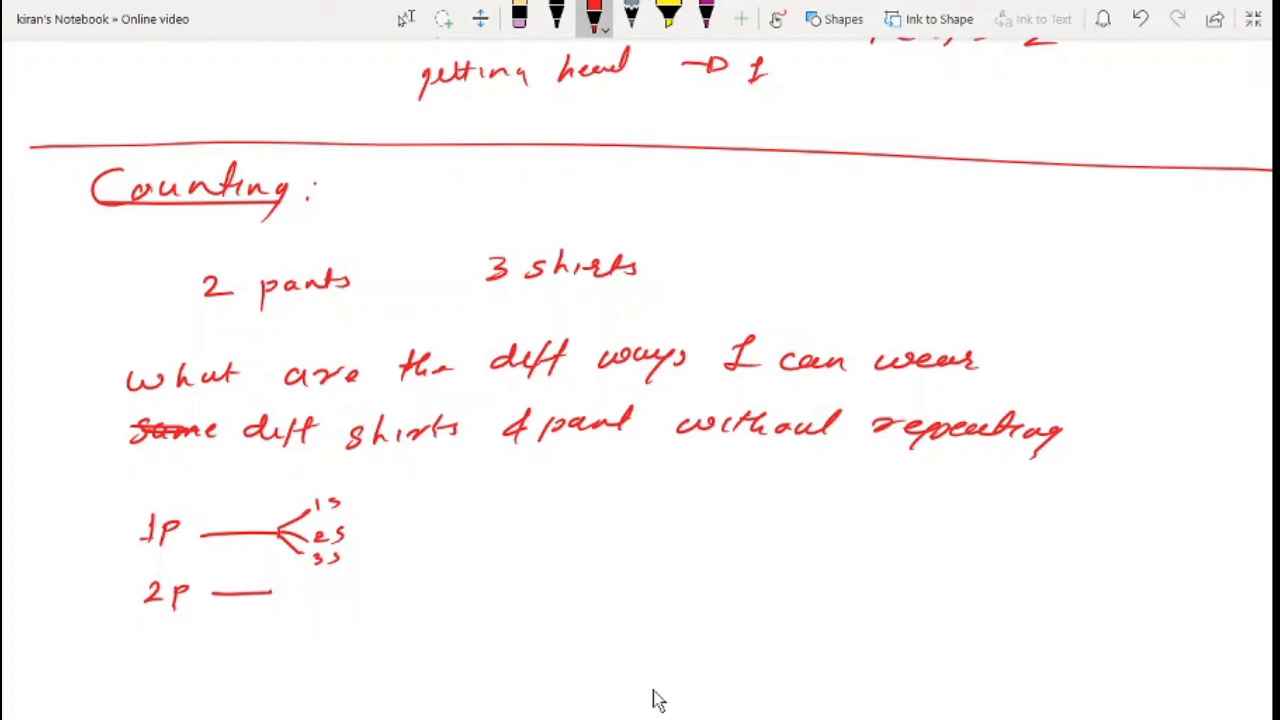 kiran's Notebook » Online video
Shapes
Ink to Shape
Ink to Text
getting head → 1
Counting:
2 pants 3 shirts
what are the diff ways I can wear
same diff shirts & pant without repeating
1P 1S
2S
3S
2P